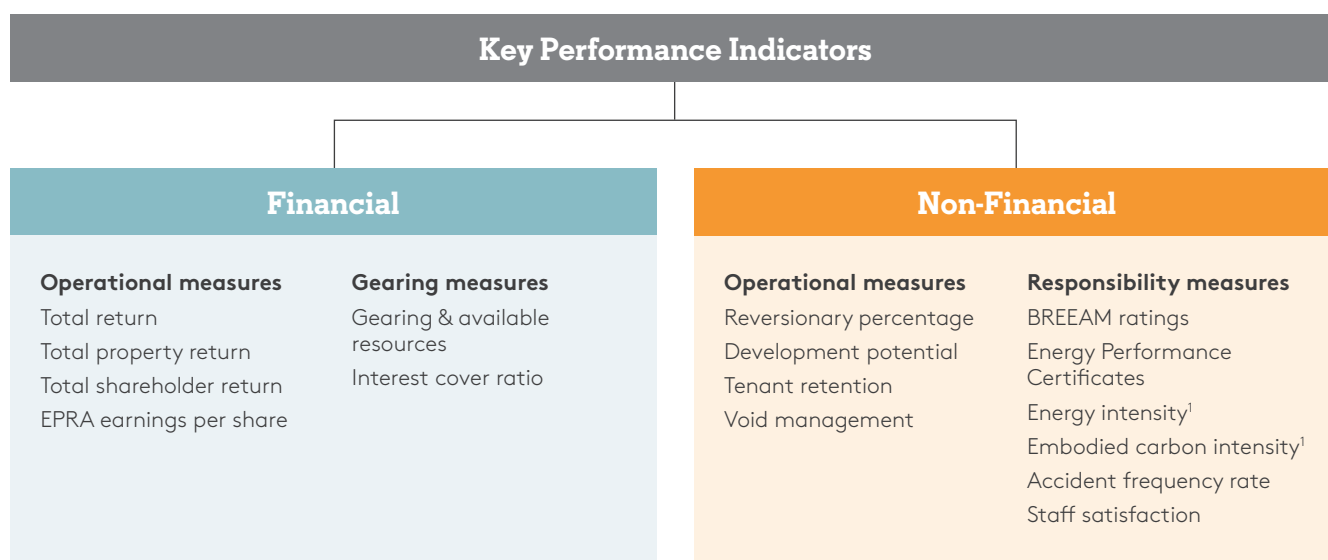 Key Performance Indicators
Financial
Operational measures
Total return
Total property return
Total shareholder return
EPRA earnings per share
Gearing measures
Gearing & available
resources
Interest cover ratio
Non-Financial
Operational measures
Reversionary percentage
Development potential
Tenant retention
Void management
Responsibility measures
BREEAM ratings
Energy Performance
Certificates
Energy intensity¹
Embodied carbon intensity¹
Accident frequency rate
Staff satisfaction